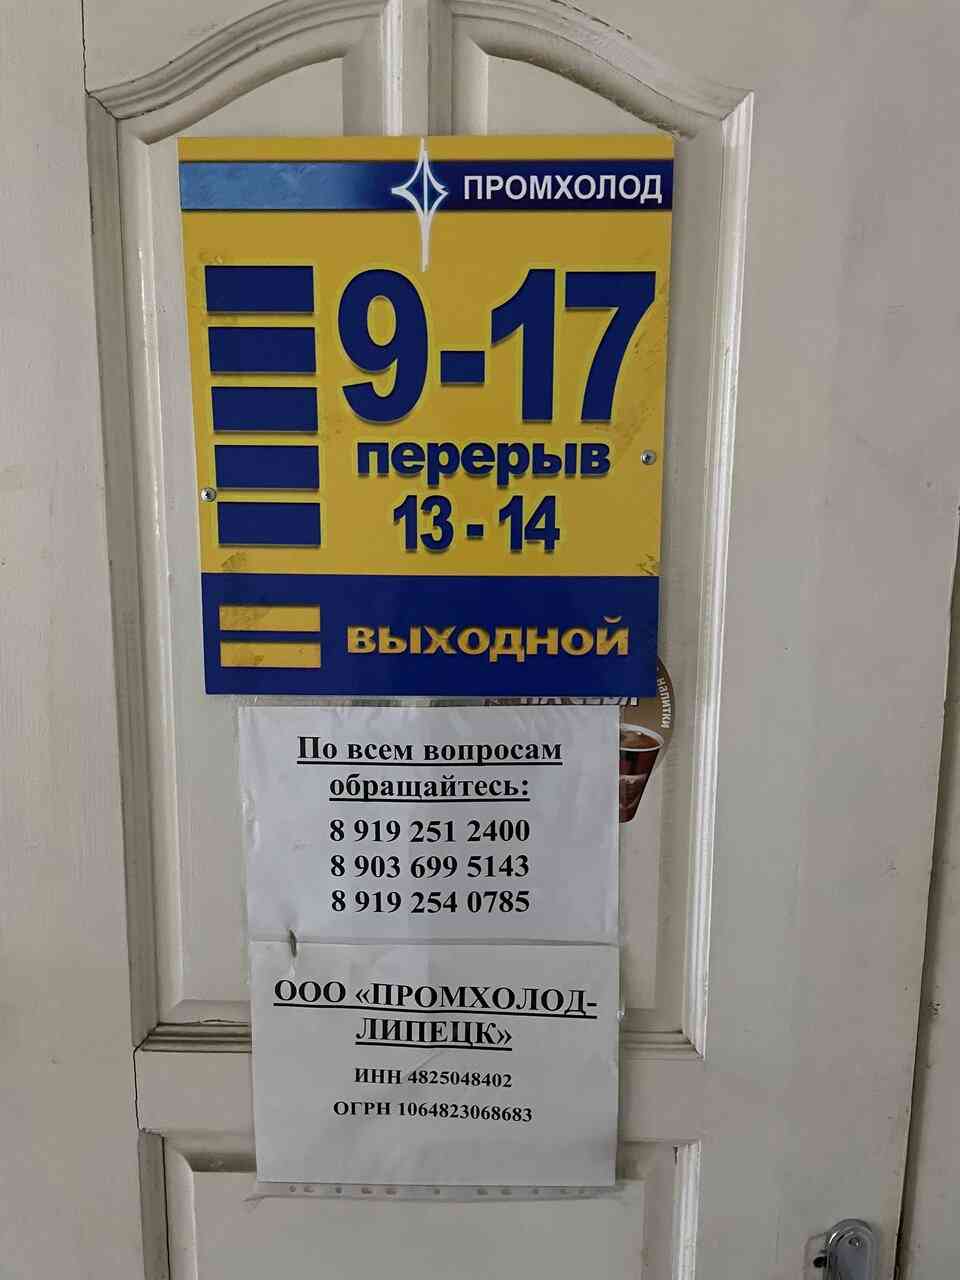 ПРОМХОЛОД
9-17
перерыв
13 - 14
ВЫХОДНОЙ
напитки
По всем вопросам
обращайтесь:
8 919 251 2400
8 903 699 5143
8 919 254 0785
ООО «ПРОМХОЛОД-
ЛИПЕЦК»
ИНН 4825048402
ОГРН 1064823068683